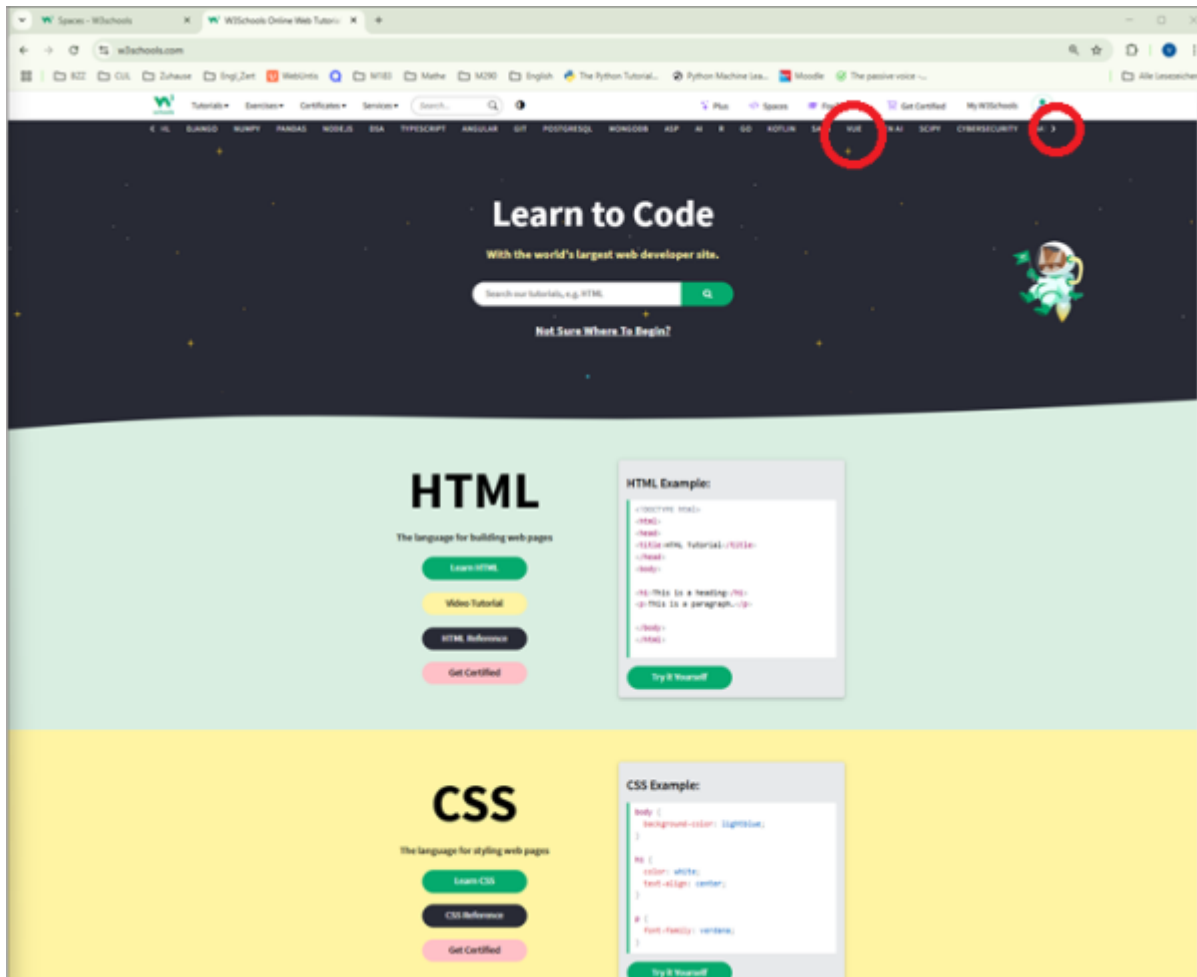 Spaces - W3schools
W3Schools Online Web Tutorials
w3schools.com
BZZ CUL Zuhause Engl_Zert WebUntis M183 Mathe M290 English The Python Tutorial... Python Machine Lea... Moodle The passive voice -... Alle Lesezeichen
schools Tutorials Exercises Certificates Services Search... Plus Spaces Get Certified My W3Schools
DJANGO NUMPY PANDAS NODE.JS DSA TYPESCRIPT ANGULAR GIT POSTGRESQL MONGODB ASP AI R GO KOTLIN VUE AI SCIPY CYBERSECURITY
Learn to Code
With the world's largest web developer site.
Search our tutorials, e.g. HTML
Not Sure Where To Begin?
HTML
The language for building web pages
Learn HTML
Video Tutorial
HTML Reference
Get Certified
HTML Example:
<!DOCTYPE html>
<html>
<head>
<title>HTML Tutorial</title>
</head>
<body>
<h1>This is a heading</h1>
<p>This is a paragraph.</p>
</body>
</html>
Try it Yourself
CSS
The language for styling web pages
Learn CSS
CSS Reference
Get Certified
CSS Example:
body {
background-color: lightblue;
}
h1 {
color: white;
text-align: center;
}
p {
font-family: verdana;
}
Try it Yourself